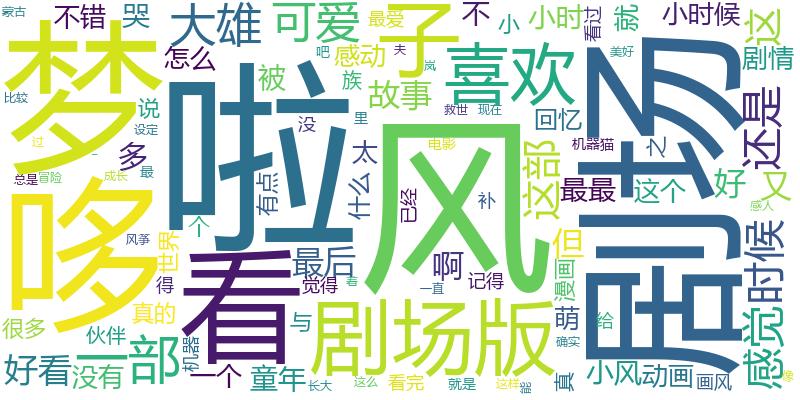 蒙古
不错
哭
大雄
可爱
最爱
子
不
小
小时
看过
就
小时候
这
梦
怎么
感动
夫
吧
喜欢
美好
剧情
比较
说
设定
被
族
岚
故事
救世
现在
回忆
场
还是
过
多
最
没
里
太
电影
机器猫
之
总是
冒险
成长
啦
有点
什么
风
已经
补
这部
最最
这个
好
又
感人
哆
个
风筝
世界
看
最后
啊
但
剧
时候
得
觉得
着
一直
记得
漫画
确实
真的
与
剧场版
萌
给
感觉
很多
伙伴
机器
好看
没有
一部
一个
童年
长大
这么
看完
就是
这样
能
真
小风
动画
画风
像